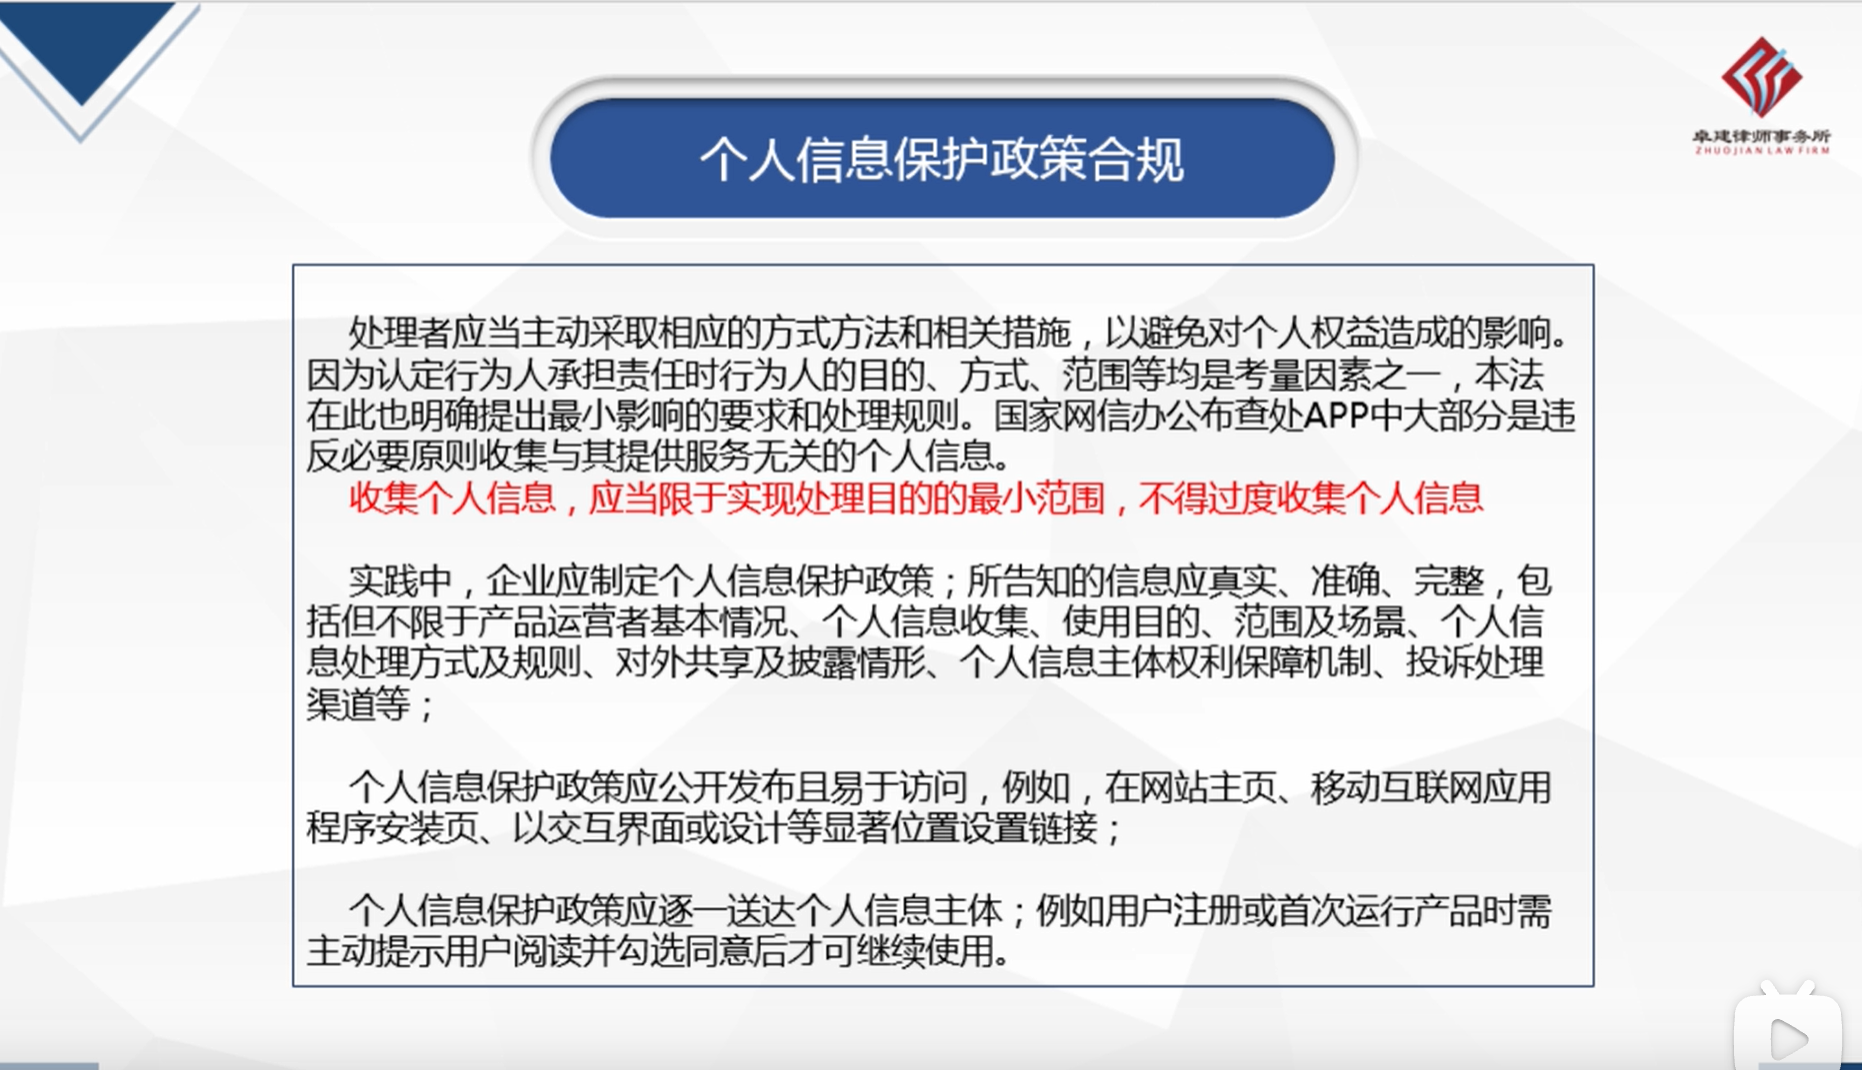 卓建律师事务所
ZHUOJIAN LAW FIRM
个人信息保护政策合规
处理者应当主动采取相应的方式方法和相关措施，以避免对个人权益造成的影响。
因为认定行为人承担责任时行为人的目的、方式、范围等均是考量因素之一，本法
在此也明确提出最小影响的要求和处理规则。国家网信办公布查处APP中大部分是违
反必要原则收集与其提供服务无关的个人信息。
收集个人信息，应当限于实现处理目的的最小范围，不得过度收集个人信息
实践中，企业应制定个人信息保护政策；所告知的信息应真实、准确、完整，包
括但不限于产品运营者基本情况、个人信息收集、使用目的、范围及场景、个人信
息处理方式及规则、对外共享及披露情形、个人信息主体权利保障机制、投诉处理
渠道等；
个人信息保护政策应公开发布且易于访问，例如，在网站主页、移动互联网应用
程序安装页、以交互界面或设计等显著位置设置链接；
个人信息保护政策应逐一送达个人信息主体；例如用户注册或首次运行产品时需
主动提示用户阅读并勾选同意后才可继续使用。